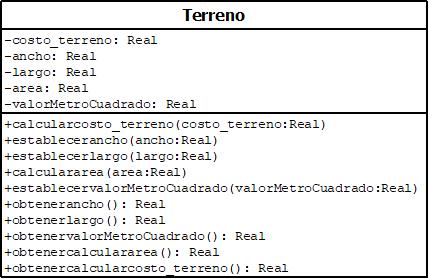 Terreno
-costo_terreno: Real
-ancho: Real
-largo: Real
-area: Real
-valorMetroCuadrado: Real
+calcularcosto_terreno(costo_terreno:Real)
+establecerancho(ancho:Real)
+establecerlargo(largo:Real)
+calculararea(area:Real)
+establecervalorMetroCuadrado(valorMetroCuadrado:Real)
+obtenerancho(): Real
+obtenerlargo(): Real
+obtenervalorMetroCuadrado(): Real
+obtenercalculararea(): Real
+obtenercalcularcosto_terreno(): Real